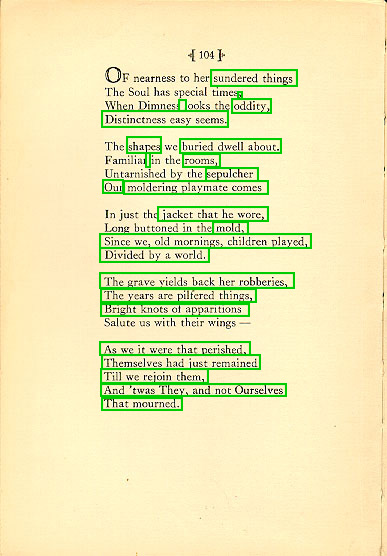 [ 104 ]
OF nearness to her sundered things
The Soul has special times,
When Dimness looks the oddity,
Distinctness easy seems.
The shapes we buried dwell about.
Familiar in the rooms,
Untarnished by the sepulcher
Our moldering playmate comes
In just the jacket that he wore,
Long buttoned in the mold,
Since we, old mornings, children played,
Divided by a world.
The grave yields back her robberies,
The years are pilfered things,
Bright knots of apparitions
Salute us with their wings —
As we it were that perished,
Themselves had just remained
Till we rejoin them,
And 'twas They, and not Ourselves
That mourned.